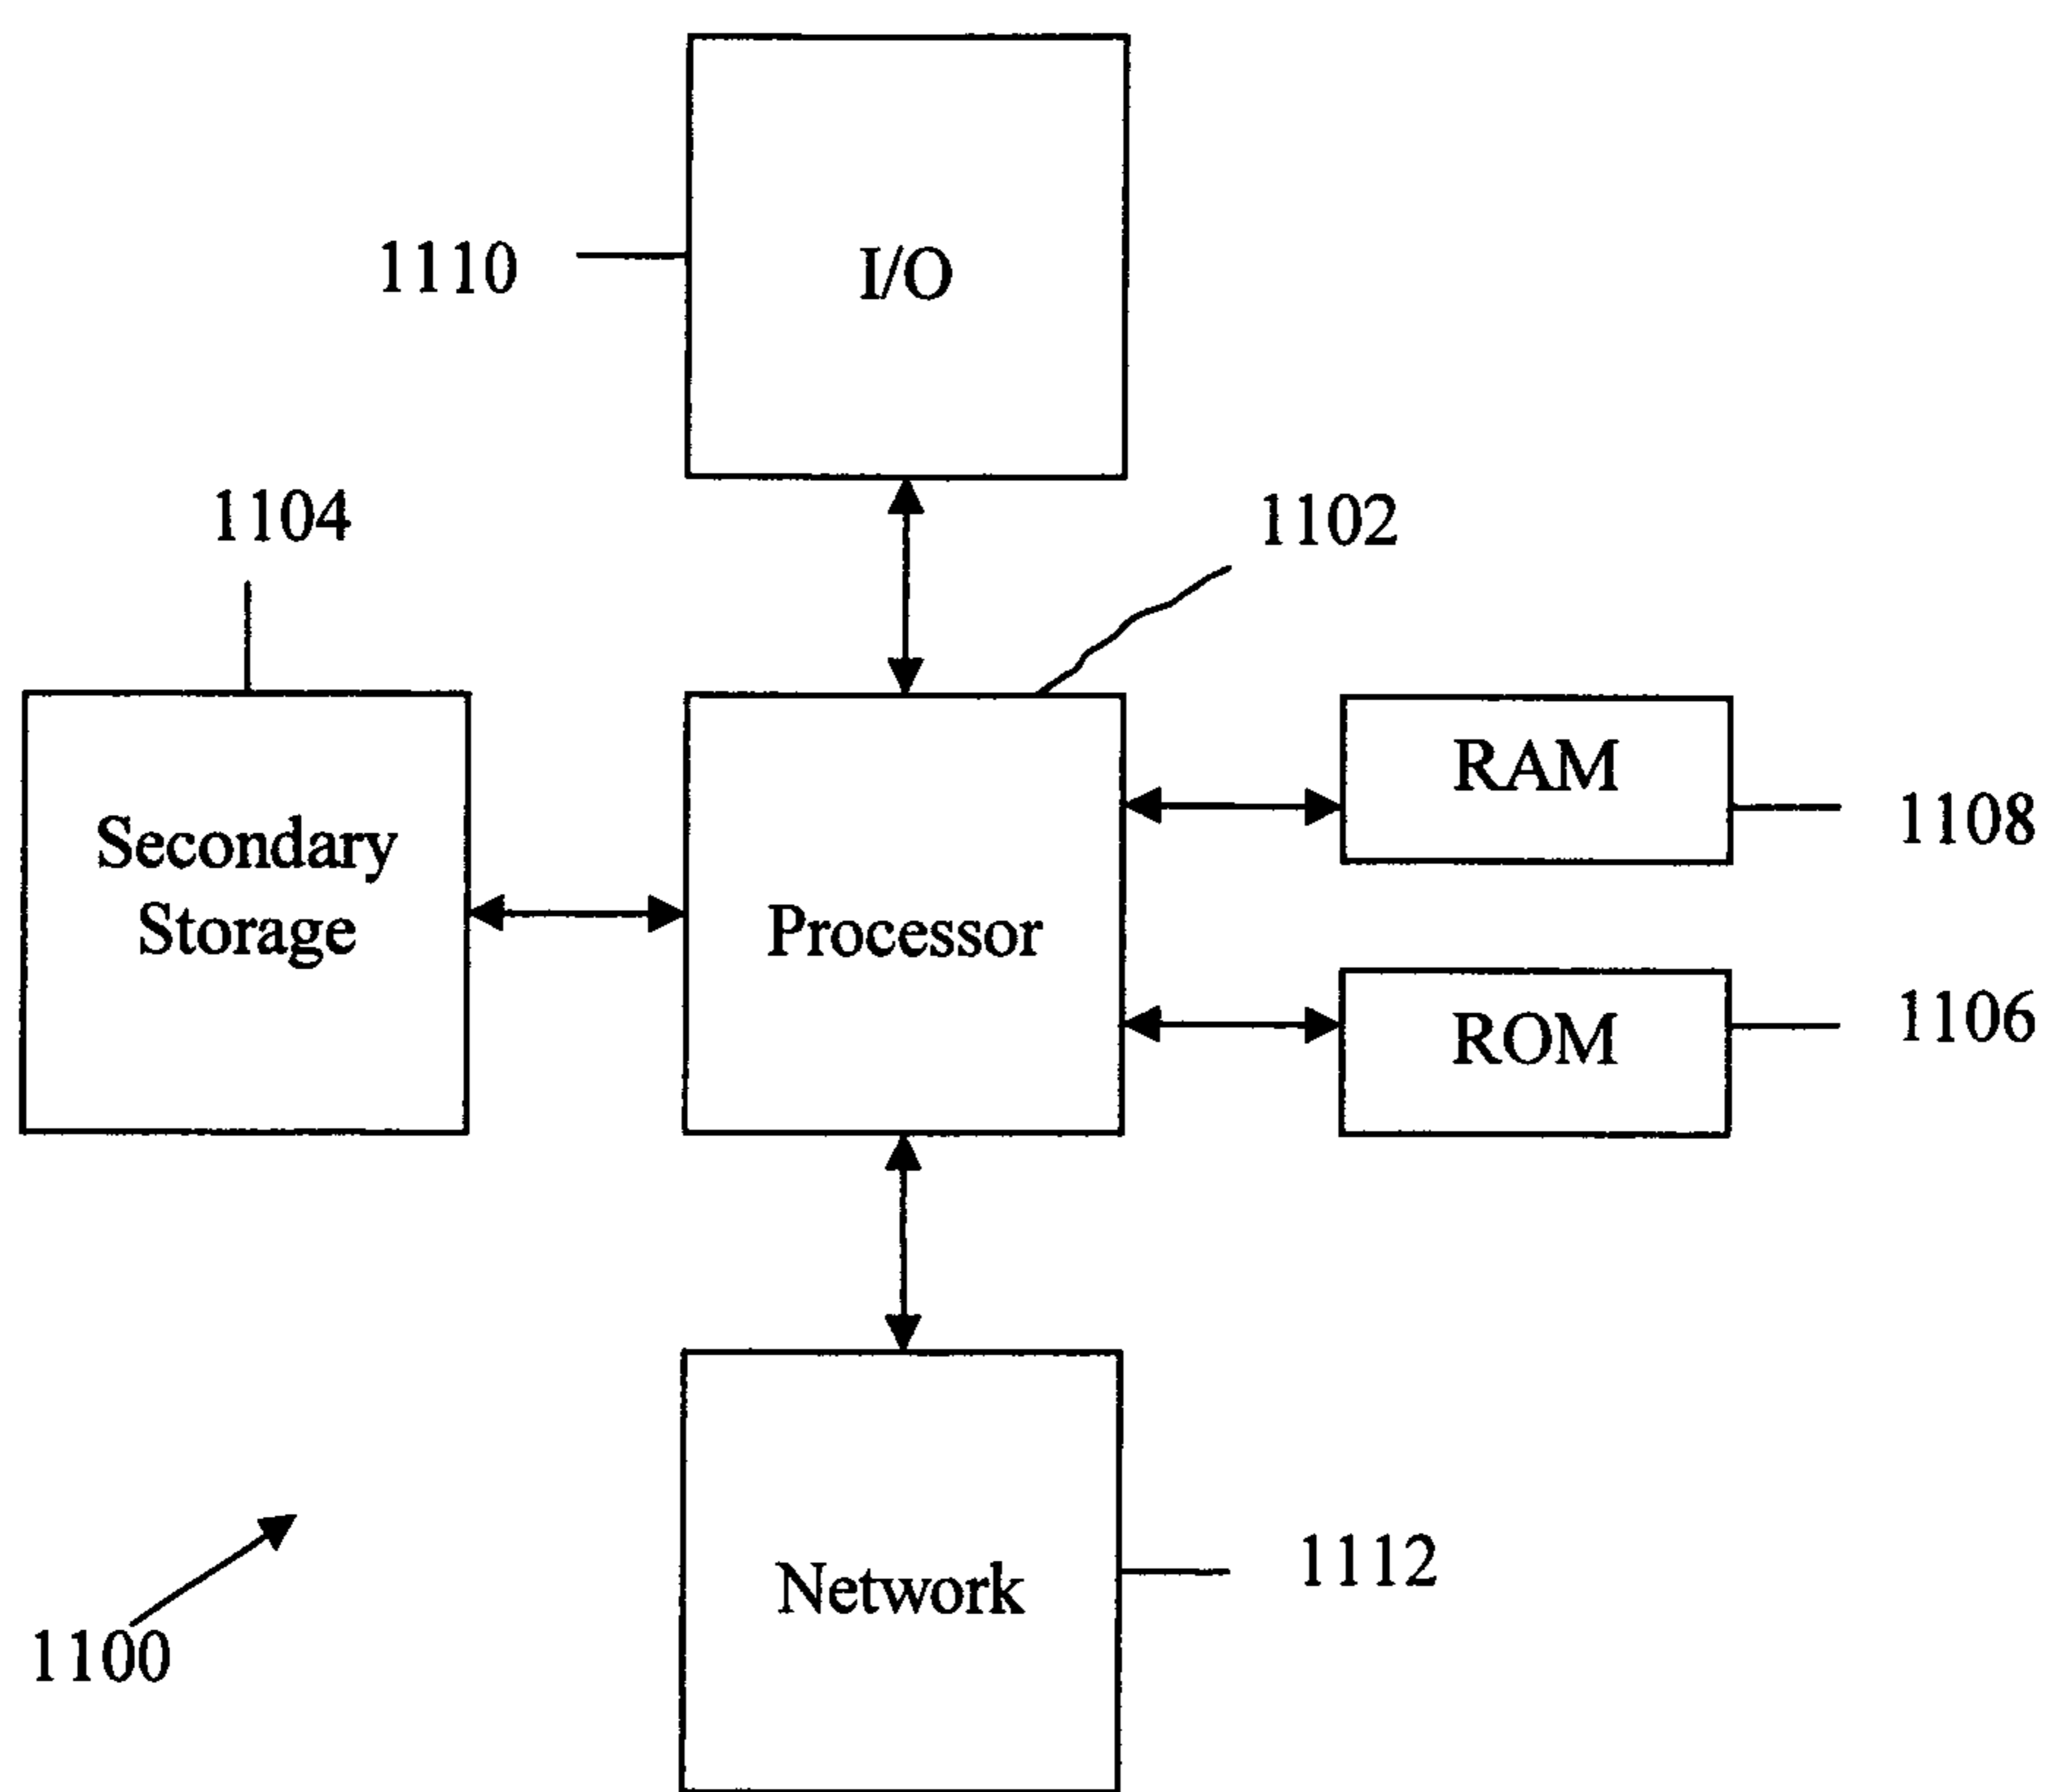 1110
I/O
1104
1102
RAM
1108
Secondary
Storage
Processor
ROM
1106
Network
1112
1100